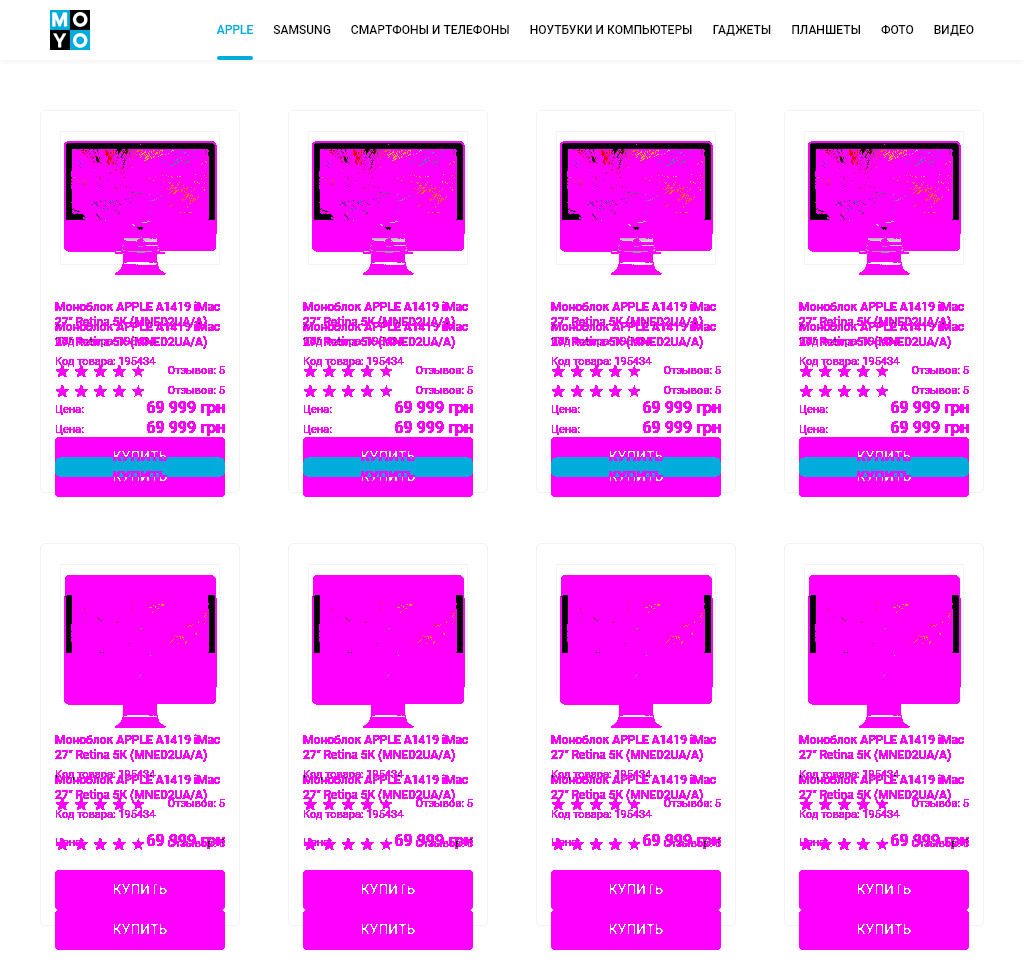 MOYO
APPLE SAMSUNG СМАРТФОНЫ И ТЕЛЕФОНЫ НОУТБУКИ И КОМПЬЮТЕРЫ ГАДЖЕТЫ ПЛАНШЕТЫ ФОТО ВИДЕО
Моноблок APPLE A1419 iMac
27" Retina 5K (MNED2UA/A)
Моноблок APPLE A1419 iMac
27" Retina 5K (MNED2UA/A)
Код товара: 195434
Отзывов: 5
Отзывов: 5
Цена: 69 999 грн
Цена: 69 999 грн
КУПИТЬ
КУПИТЬ
Моноблок APPLE A1419 iMac
27" Retina 5K (MNED2UA/A)
Моноблок APPLE A1419 iMac
27" Retina 5K (MNED2UA/A)
Код товара: 195434
Отзывов: 5
Отзывов: 5
Цена: 69 999 грн
Цена: 69 999 грн
КУПИТЬ
КУПИТЬ
Моноблок APPLE A1419 iMac
27" Retina 5K (MNED2UA/A)
Моноблок APPLE A1419 iMac
27" Retina 5K (MNED2UA/A)
Код товара: 195434
Отзывов: 5
Отзывов: 5
Цена: 69 999 грн
Цена: 69 999 грн
КУПИТЬ
КУПИТЬ
Моноблок APPLE A1419 iMac
27" Retina 5K (MNED2UA/A)
Моноблок APPLE A1419 iMac
27" Retina 5K (MNED2UA/A)
Код товара: 195434
Отзывов: 5
Отзывов: 5
Цена: 69 999 грн
Цена: 69 999 грн
КУПИТЬ
КУПИТЬ
Моноблок APPLE A1419 iMac
27" Retina 5K (MNED2UA/A)
Код товара: 195434
Моноблок APPLE A1419 iMac
27" Retina 5K (MNED2UA/A)
Отзывов: 5
Код товара: 195434
Цена: 69 999 грн
Отзывов: 5
КУПИТЬ
КУПИТЬ
Моноблок APPLE A1419 iMac
27" Retina 5K (MNED2UA/A)
Код товара: 195434
Моноблок APPLE A1419 iMac
27" Retina 5K (MNED2UA/A)
Отзывов: 5
Код товара: 195434
Цена: 69 999 грн
Отзывов: 5
КУПИТЬ
КУПИТЬ
Моноблок APPLE A1419 iMac
27" Retina 5K (MNED2UA/A)
Код товара: 195434
Моноблок APPLE A1419 iMac
27" Retina 5K (MNED2UA/A)
Отзывов: 5
Код товара: 195434
Цена: 69 999 грн
Отзывов: 5
КУПИТЬ
КУПИТЬ
Моноблок APPLE A1419 iMac
27" Retina 5K (MNED2UA/A)
Код товара: 195434
Моноблок APPLE A1419 iMac
27" Retina 5K (MNED2UA/A)
Отзывов: 5
Код товара: 195434
Цена: 69 999 грн
Отзывов: 5
КУПИТЬ
КУПИТЬ